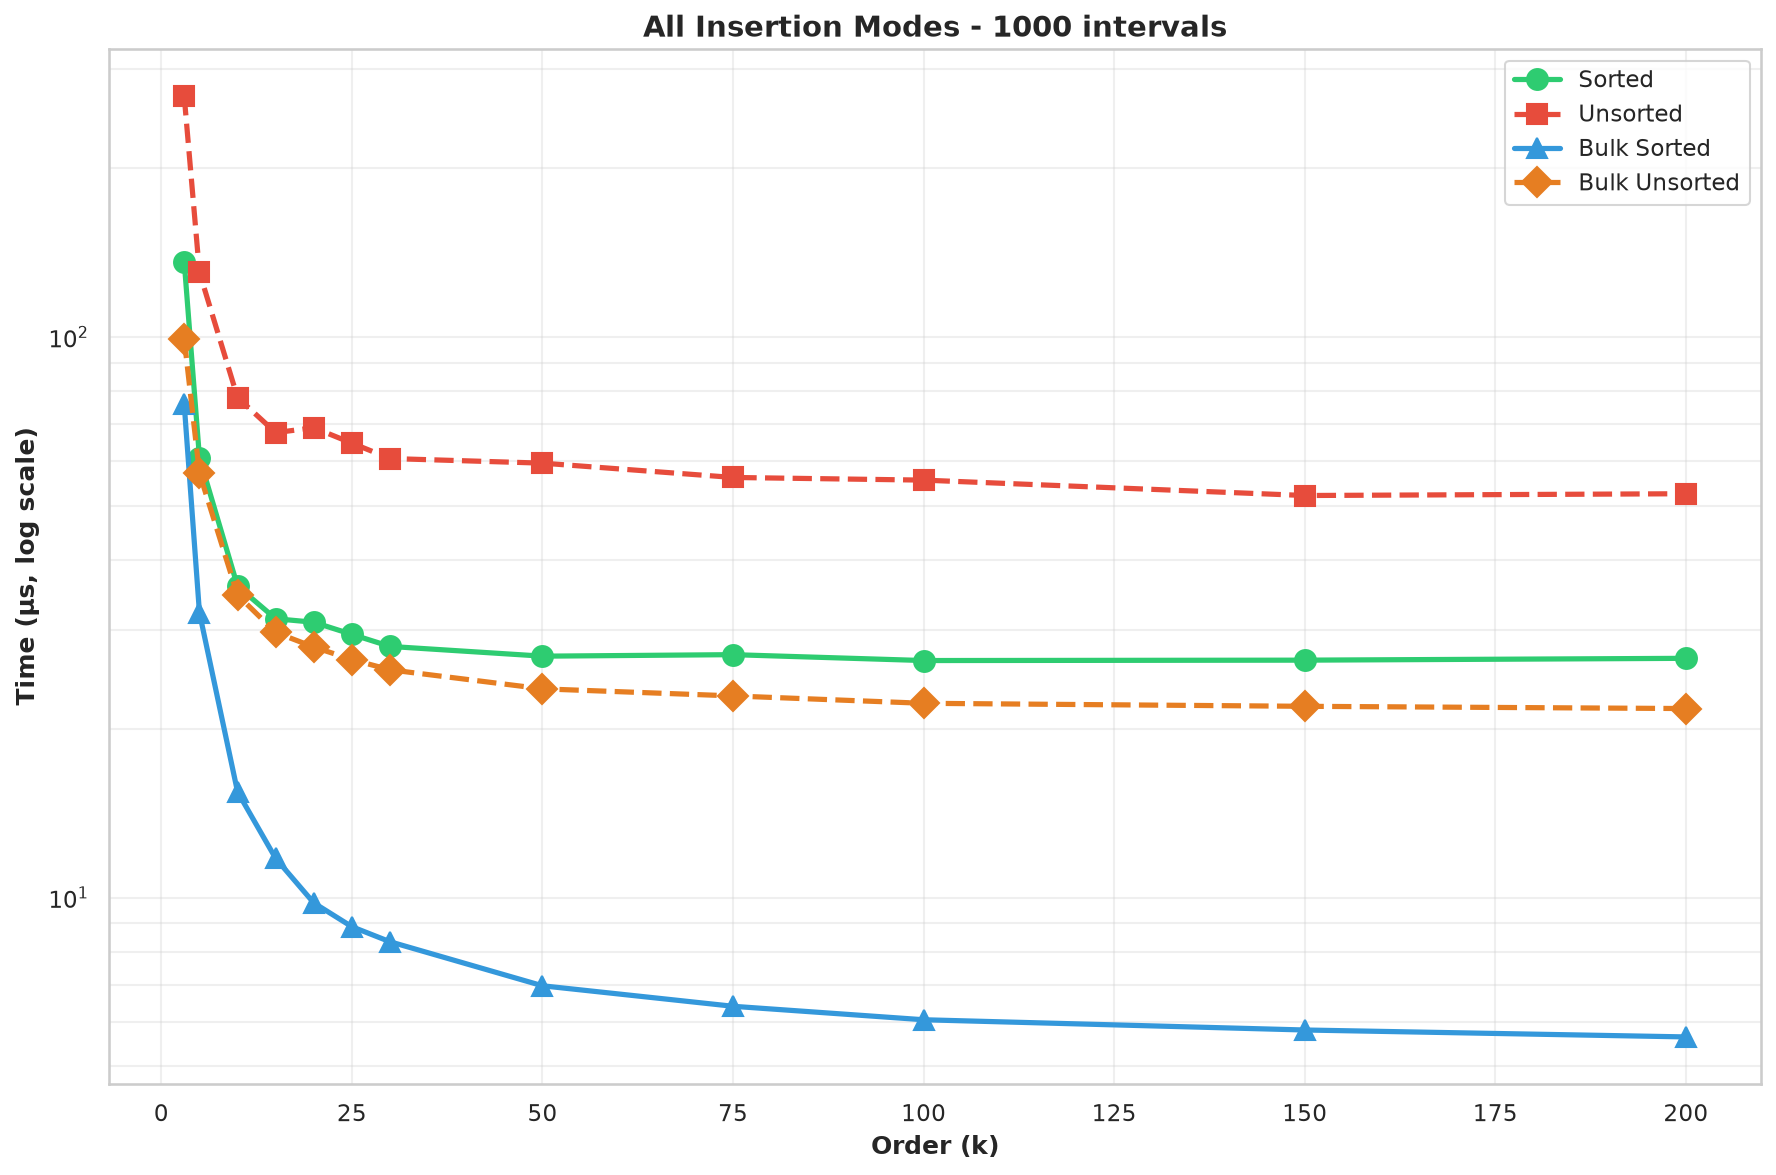 All Insertion Modes - 1000 intervals
Sorted
Unsorted
Bulk Sorted
Bulk Unsorted
Time (μs, log scale)
10²
10¹
0 25 50 75 100 125 150 175 200
Order (k)